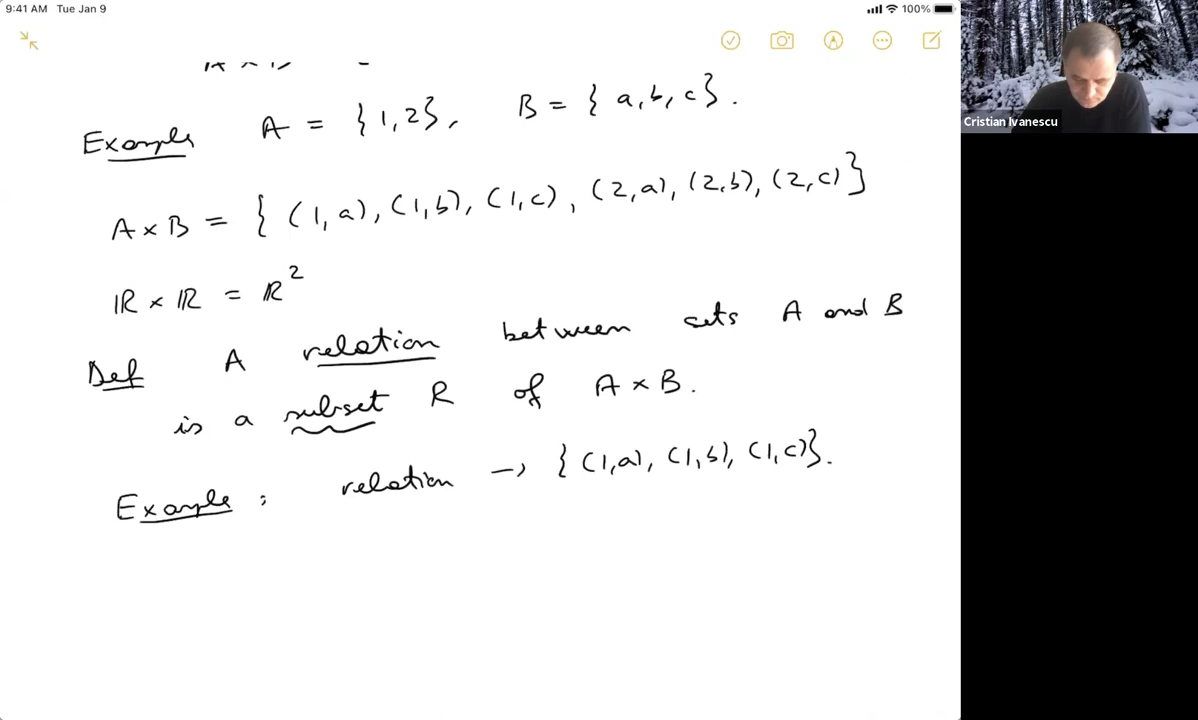 9:41 AM Tue Jan 9
100%
Cristian Ivanescu
Example A = {1,2}, B = {a,b,c}.
A × B = {(1,a), (1,b), (1,c), (2,a), (2,b), (2,c)}
ℝ × ℝ = ℝ²
Def A relation between sets A and B
is a subset R of A × B.
Example : relation → {(1,a), (1,b), (1,c)}.